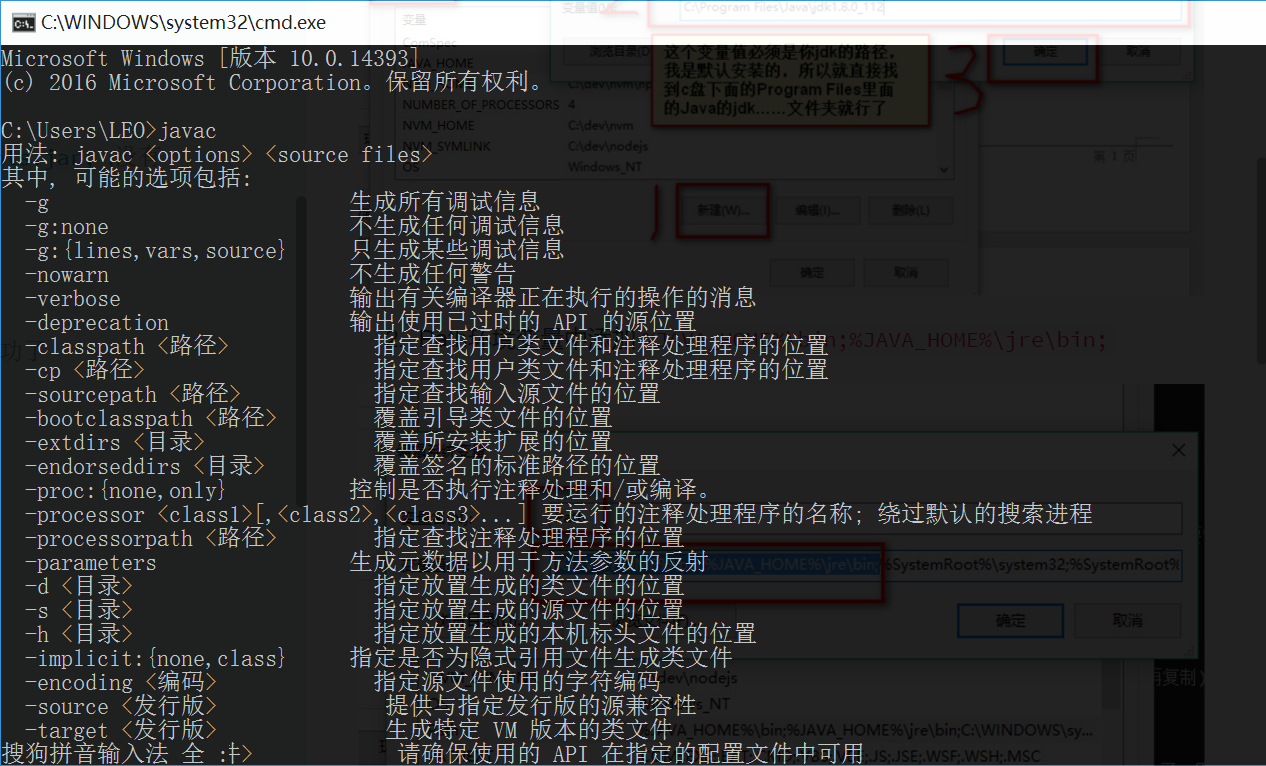 C:\WINDOWS\system32\cmd.exe
变量
变量值(V):
C:\Program Files\Java\jdk1.8.0_112
浏览目录(D)
确定
取消
这个变量值必须是你jdk的路径,
我是默认安装的，所以就直接找
到c盘下面的Program Files里面
的Java的jdk……文件夹就行了
ComSpec
JAVA_HOME
NUMBER_OF_PROCESSORS 4
NVM_HOME C:\dev\nvm
NVM_SYMLINK C:\dev\nodejs
OS Windows_NT
第 1 页
新建(W)... 编辑(I)... 删除(L)
确定 取消
Microsoft Windows [版本 10.0.14393]
(c) 2016 Microsoft Corporation。保留所有权利。
C:\Users\LEO>javac
用法: javac <options> <source files>
其中, 可能的选项包括:
-g 生成所有调试信息
-g:none 不生成任何调试信息
-g:{lines,vars,source} 只生成某些调试信息
-nowarn 不生成任何警告
-verbose 输出有关编译器正在执行的操作的消息
-deprecation 输出使用已过时的 API 的源位置
-classpath <路径> 指定查找用户类文件和注释处理程序的位置
-cp <路径> 指定查找用户类文件和注释处理程序的位置
-sourcepath <路径> 指定查找输入源文件的位置
-bootclasspath <路径> 覆盖引导类文件的位置
-extdirs <目录> 覆盖所安装扩展的位置
-endorseddirs <目录> 覆盖签名的标准路径的位置
-proc:{none,only} 控制是否执行注释处理和/或编译。
-processor <class1>[,<class2>,<class3>...] 要运行的注释处理程序的名称; 绕过默认的搜索进程
-processorpath <路径> 指定查找注释处理程序的位置
-parameters 生成元数据以用于方法参数的反射
-d <目录> 指定放置生成的类文件的位置
-s <目录> 指定放置生成的源文件的位置
-h <目录> 指定放置生成的本机标头文件的位置
-implicit:{none,class} 指定是否为隐式引用文件生成类文件
-encoding <编码> 指定源文件使用的字符编码
-source <发行版> 提供与指定发行版的源兼容性
-target <发行版> 生成特定 VM 版本的类文件
搜狗拼音输入法 全 : 请确保使用的 API 在指定的配置文件中可用
;%JAVA_HOME%\jre\bin;
%JAVA_HOME%\jre\bin;%SystemRoot%\system32;%SystemRoot%
确定 取消
dev\nodejs
_HOME%\bin;%JAVA_HOME%\jre\bin;C:\WINDOWS\sy...
.JS;.JSE;.WSF;.WSH;.MSC